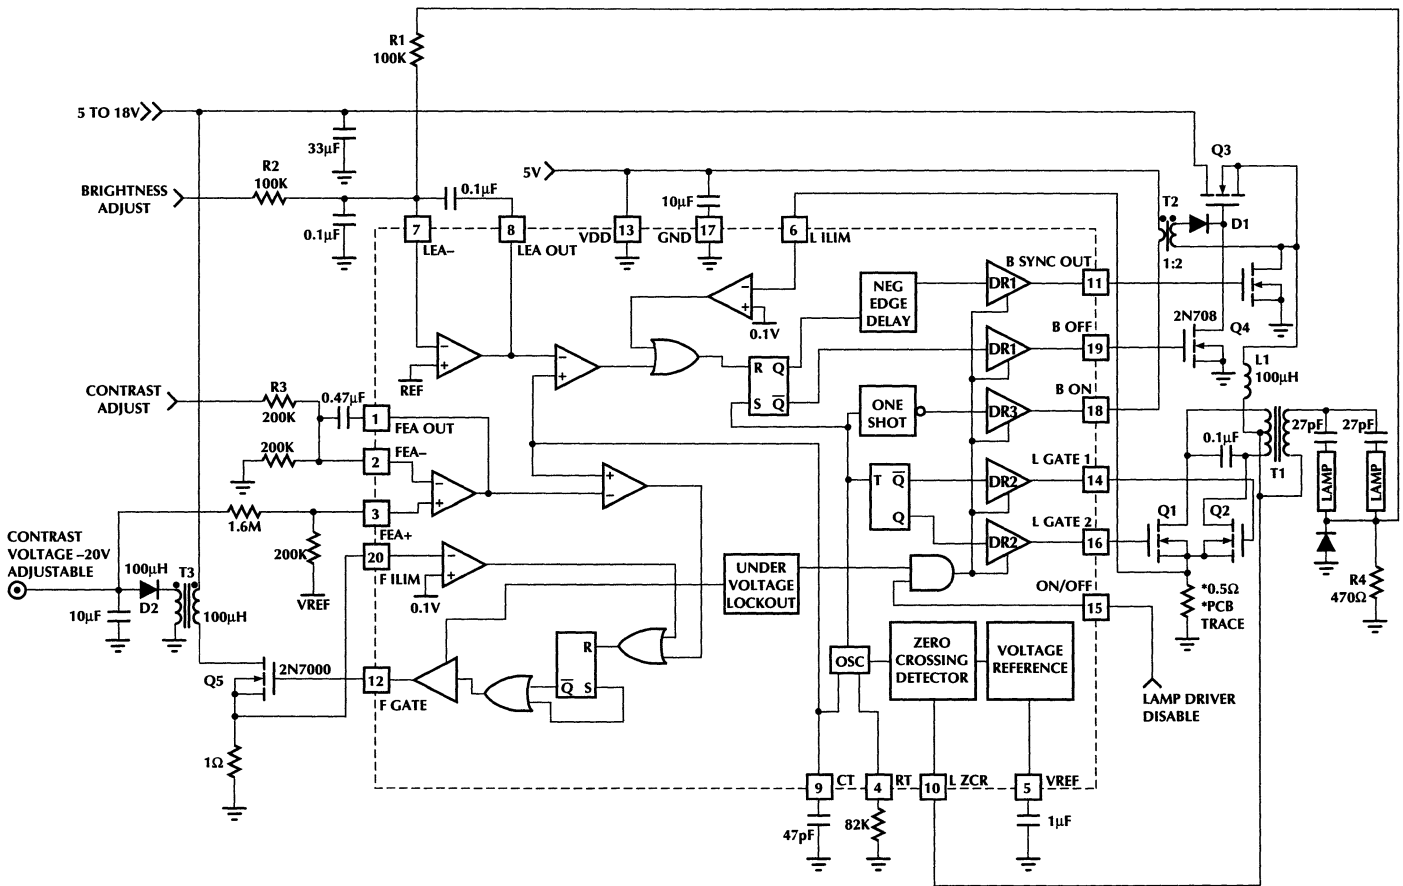 R1
100K
5 TO 18V
33µF
R2
100K
BRIGHTNESS
ADJUST
0.1µF
0.1µF
5V
10µF
7
LEA–
8
LEA OUT
VDD
13
GND
17
6
L ILIM
Q3
T2
D1
1:2
B SYNC OUT
11
NEG
EDGE
DELAY
DR1
–
+
0.1V
2N708
Q4
B OFF
19
DR1
–
+
REF
–
+
R Q
S Q
L1
100µH
CONTRAST
ADJUST
R3
200K
0.47µF
1
FEA OUT
ONE
SHOT
DR3
B ON
18
27pF
27pF
0.1µF
T1
LAMP
LAMP
200K
2
FEA–
–
+
+
–
T Q
Q
DR2
L GATE 1
14
Q1
Q2
1.6M
3
FEA+
DR2
L GATE 2
16
CONTRAST
VOLTAGE –20V
ADJUSTABLE
200K
VREF
20
F ILIM
–
+
0.1V
100µH
D2
T3
100µH
10µF
UNDER
VOLTAGE
LOCKOUT
ON/OFF
15
*0.5Ω
*PCB
TRACE
R4
470Ω
R
Q S
OSC
ZERO
CROSSING
DETECTOR
VOLTAGE
REFERENCE
LAMP DRIVER
DISABLE
Q5
2N7000
12
F GATE
1Ω
9
CT
4
RT
10
L ZCR
5
VREF
47pF
82K
1µF